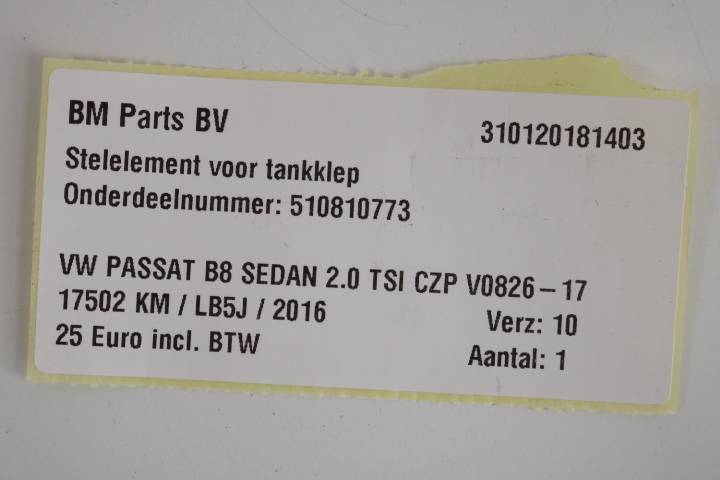 BM Parts BV
310120181403
Stelelement voor tankklep
Onderdeelnummer: 510810773
VW PASSAT B8 SEDAN 2.0 TSI CZP V0826-17
17502 KM / LB5J / 2016
Verz: 10
25 Euro incl. BTW
Aantal: 1